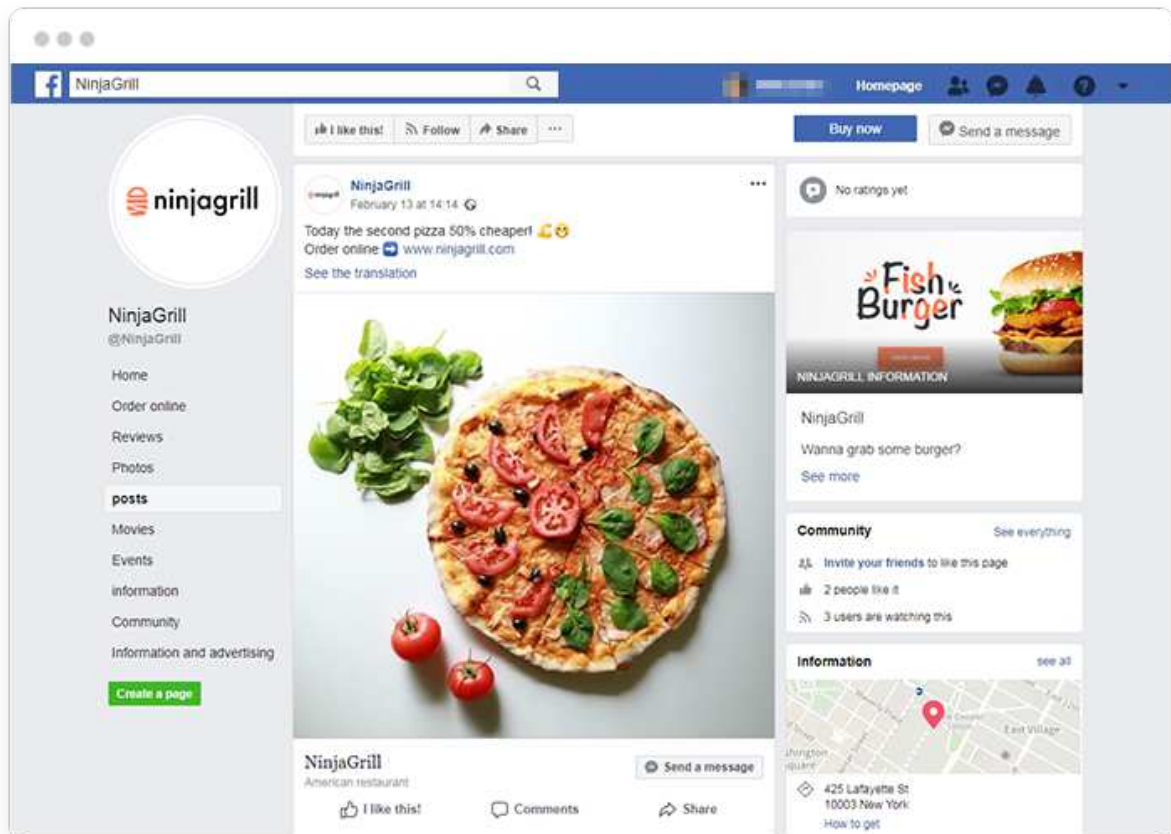 NinjaGrill
Homepage
ninjagrill
NinjaGrill
@NinjaGrill
Home
Order online
Reviews
Photos
posts
Movies
Events
information
Community
Information and advertising
Create a page
I like this!
Follow
Share
Buy now
Send a message
NinjaGrill
February 13 at 14:14
Today the second pizza 50% cheaper!
Order online www.ninjagrill.com
See the translation
NinjaGrill
American restaurant
Send a message
I like this!
Comments
Share
No ratings yet
Fish
Burger
NINJAGRILL INFORMATION
NinjaGrill
Wanna grab some burger?
See more
Community
See everything
Invite your friends to like this page
2 people like it
3 users are watching this
Information
see all
East Village
425 Lafayette St
10003 New York
How to get